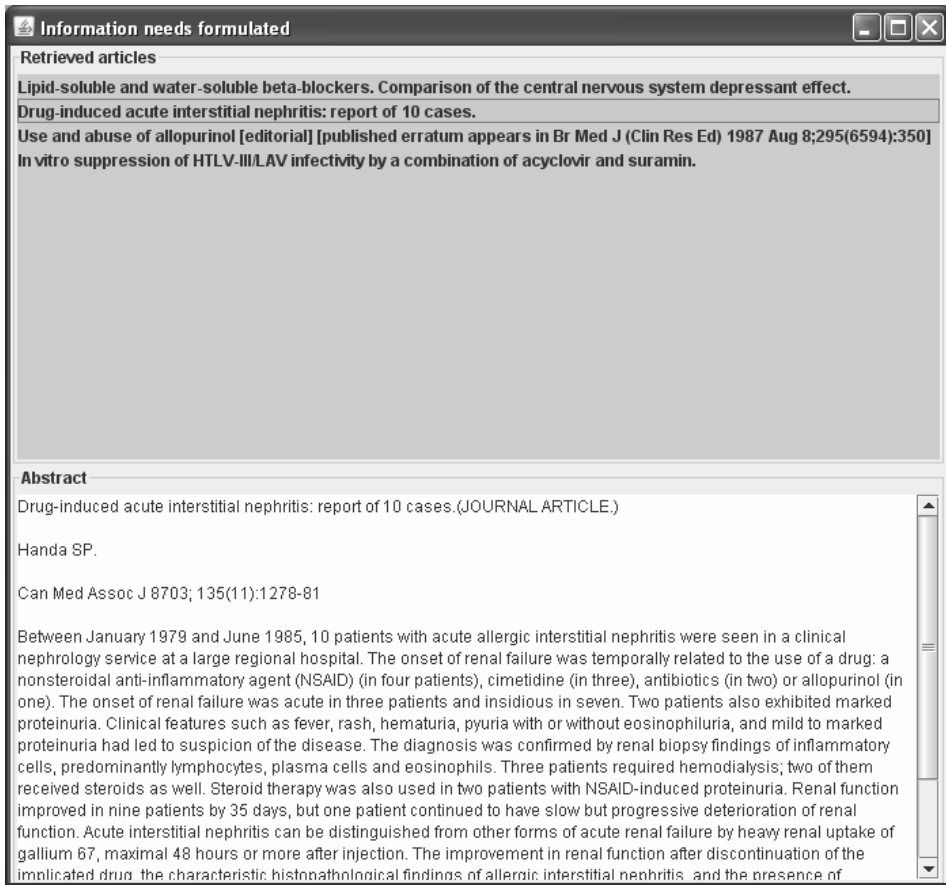 Information needs formulated
Retrieved articles
Lipid-soluble and water-soluble beta-blockers. Comparison of the central nervous system depressant effect.
Drug-induced acute interstitial nephritis: report of 10 cases.
Use and abuse of allopurinol [editorial] [published erratum appears in Br Med J (Clin Res Ed) 1987 Aug 8;295(6594):350]
In vitro suppression of HTLV-III/LAV infectivity by a combination of acyclovir and suramin.
Abstract
Drug-induced acute interstitial nephritis: report of 10 cases.(JOURNAL ARTICLE.)
Handa SP.
Can Med Assoc J 8703; 135(11):1278-81
Between January 1979 and June 1985, 10 patients with acute allergic interstitial nephritis were seen in a clinical
nephrology service at a large regional hospital. The onset of renal failure was temporally related to the use of a drug: a
nonsteroidal anti-inflammatory agent (NSAID) (in four patients), cimetidine (in three), antibiotics (in two) or allopurinol (in
one). The onset of renal failure was acute in three patients and insidious in seven. Two patients also exhibited marked
proteinuria. Clinical features such as fever, rash, hematuria, pyuria with or without eosinophiluria, and mild to marked
proteinuria had led to suspicion of the disease. The diagnosis was confirmed by renal biopsy findings of inflammatory
cells, predominantly lymphocytes, plasma cells and eosinophils. Three patients required hemodialysis; two of them
received steroids as well. Steroid therapy was also used in two patients with NSAID-induced proteinuria. Renal function
improved in nine patients by 35 days, but one patient continued to have slow but progressive deterioration of renal
function. Acute interstitial nephritis can be distinguished from other forms of acute renal failure by heavy renal uptake of
gallium 67, maximal 48 hours or more after injection. The improvement in renal function after discontinuation of the
implicated drug, the characteristic histopathological findings of allergic interstitial nephritis, and the presence of